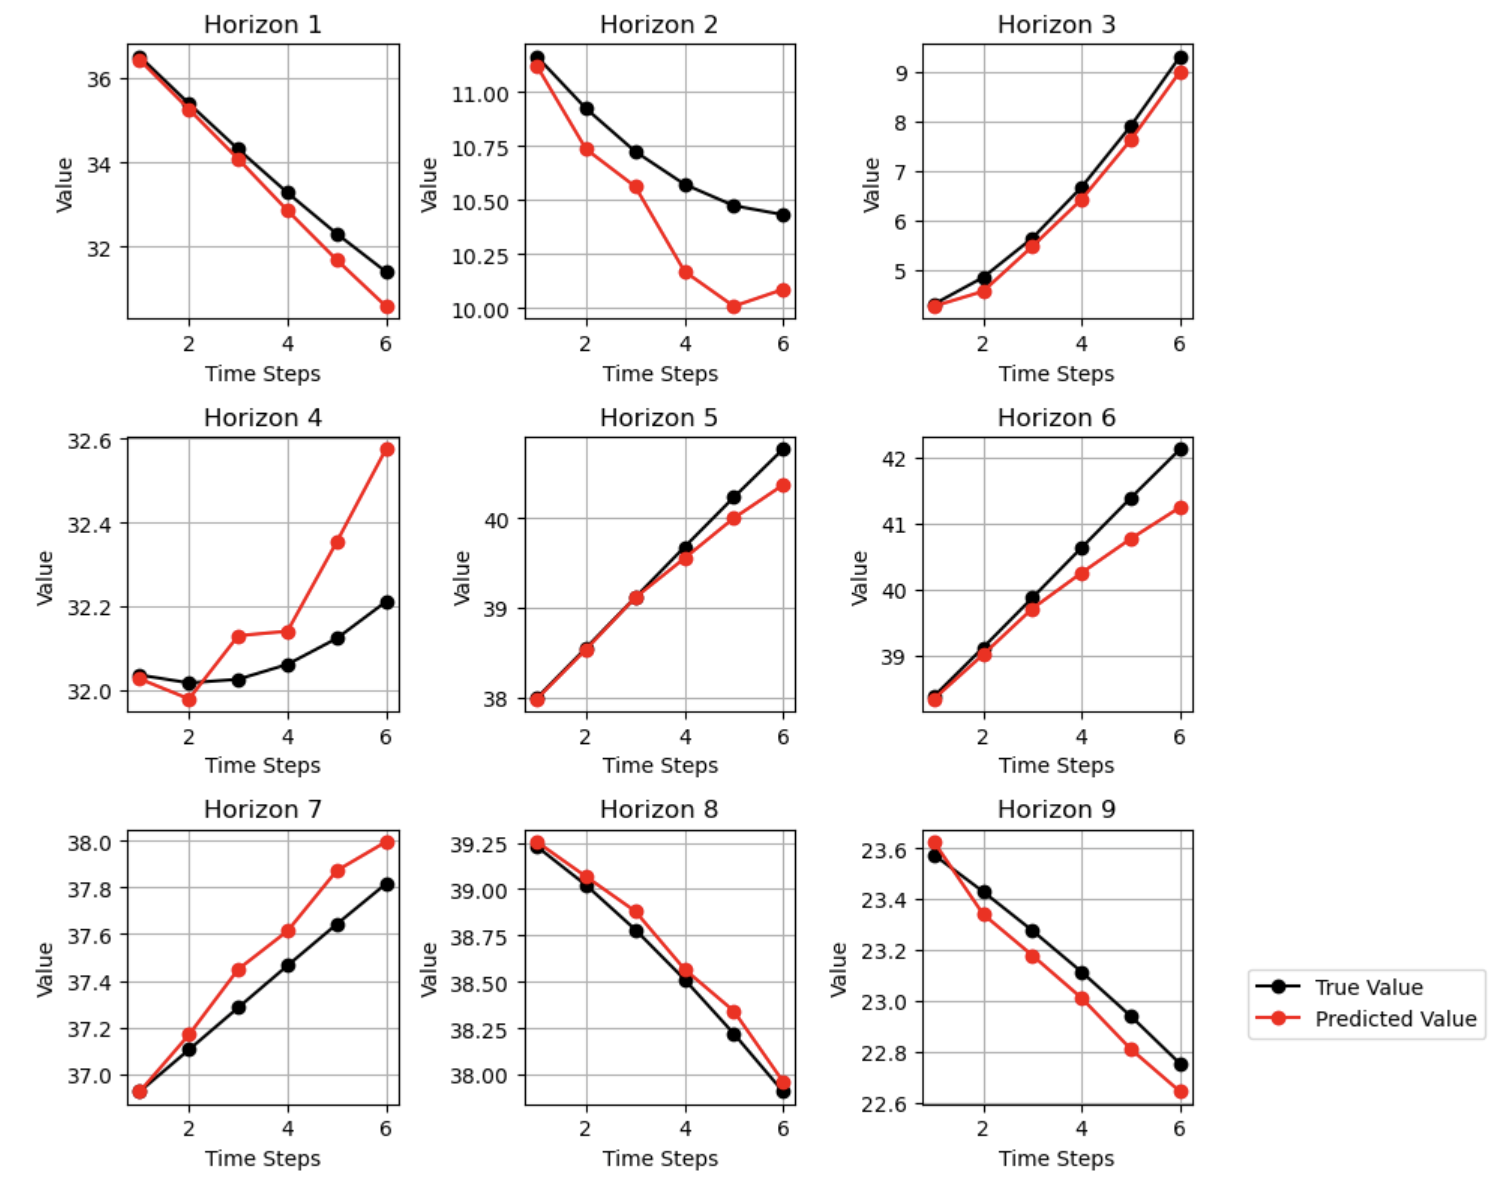 Horizon 1
Value
36
34
32
2 4 6
Time Steps
Horizon 2
Value
11.00
10.75
10.50
10.25
10.00
2 4 6
Time Steps
Horizon 3
Value
9
8
7
6
5
2 4 6
Time Steps
Horizon 4
Value
32.6
32.4
32.2
32.0
2 4 6
Time Steps
Horizon 5
Value
40
39
38
2 4 6
Time Steps
Horizon 6
Value
42
41
40
39
2 4 6
Time Steps
Horizon 7
Value
38.0
37.8
37.6
37.4
37.2
37.0
2 4 6
Time Steps
Horizon 8
Value
39.25
39.00
38.75
38.50
38.25
38.00
2 4 6
Time Steps
Horizon 9
Value
23.6
23.4
23.2
23.0
22.8
22.6
2 4 6
Time Steps
True Value
Predicted Value